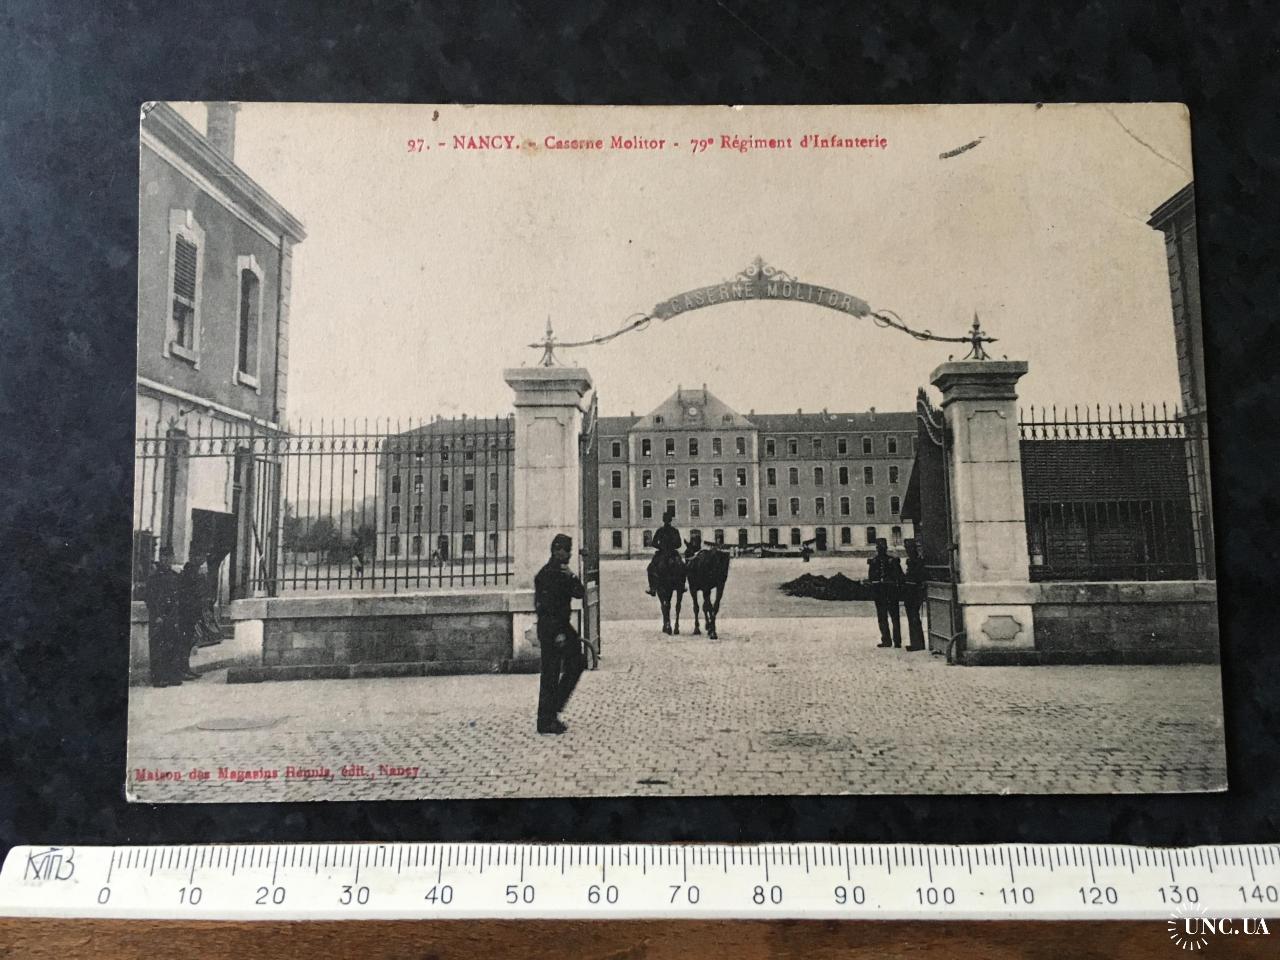 97. - NANCY. - Caserne Molitor - 79e Régiment d'Infanterie
CASERNE MOLITOR
Maison des Magasins Réunis, édit., Nancy.
КПЗ
0 10 20 30 40 50 60 70 80 90 100 110 120 130 140
UNC.UA